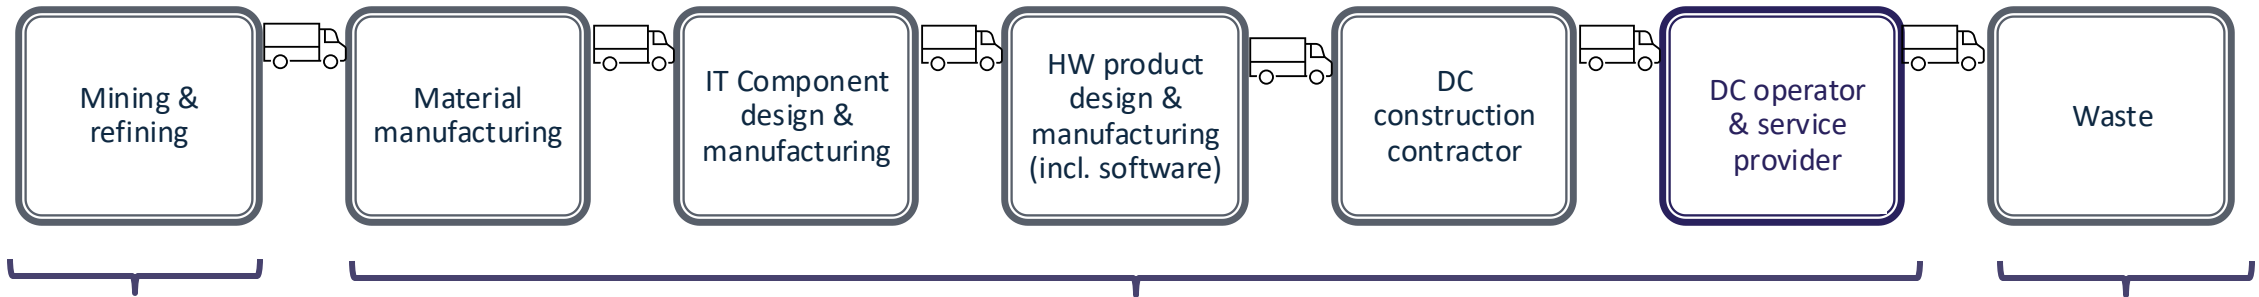 Mining &
refining
Material
manufacturing
IT Component
design &
manufacturing
HW product
design &
manufacturing
(incl. software)
DC
construction
contractor
DC operator
& service
provider
Waste